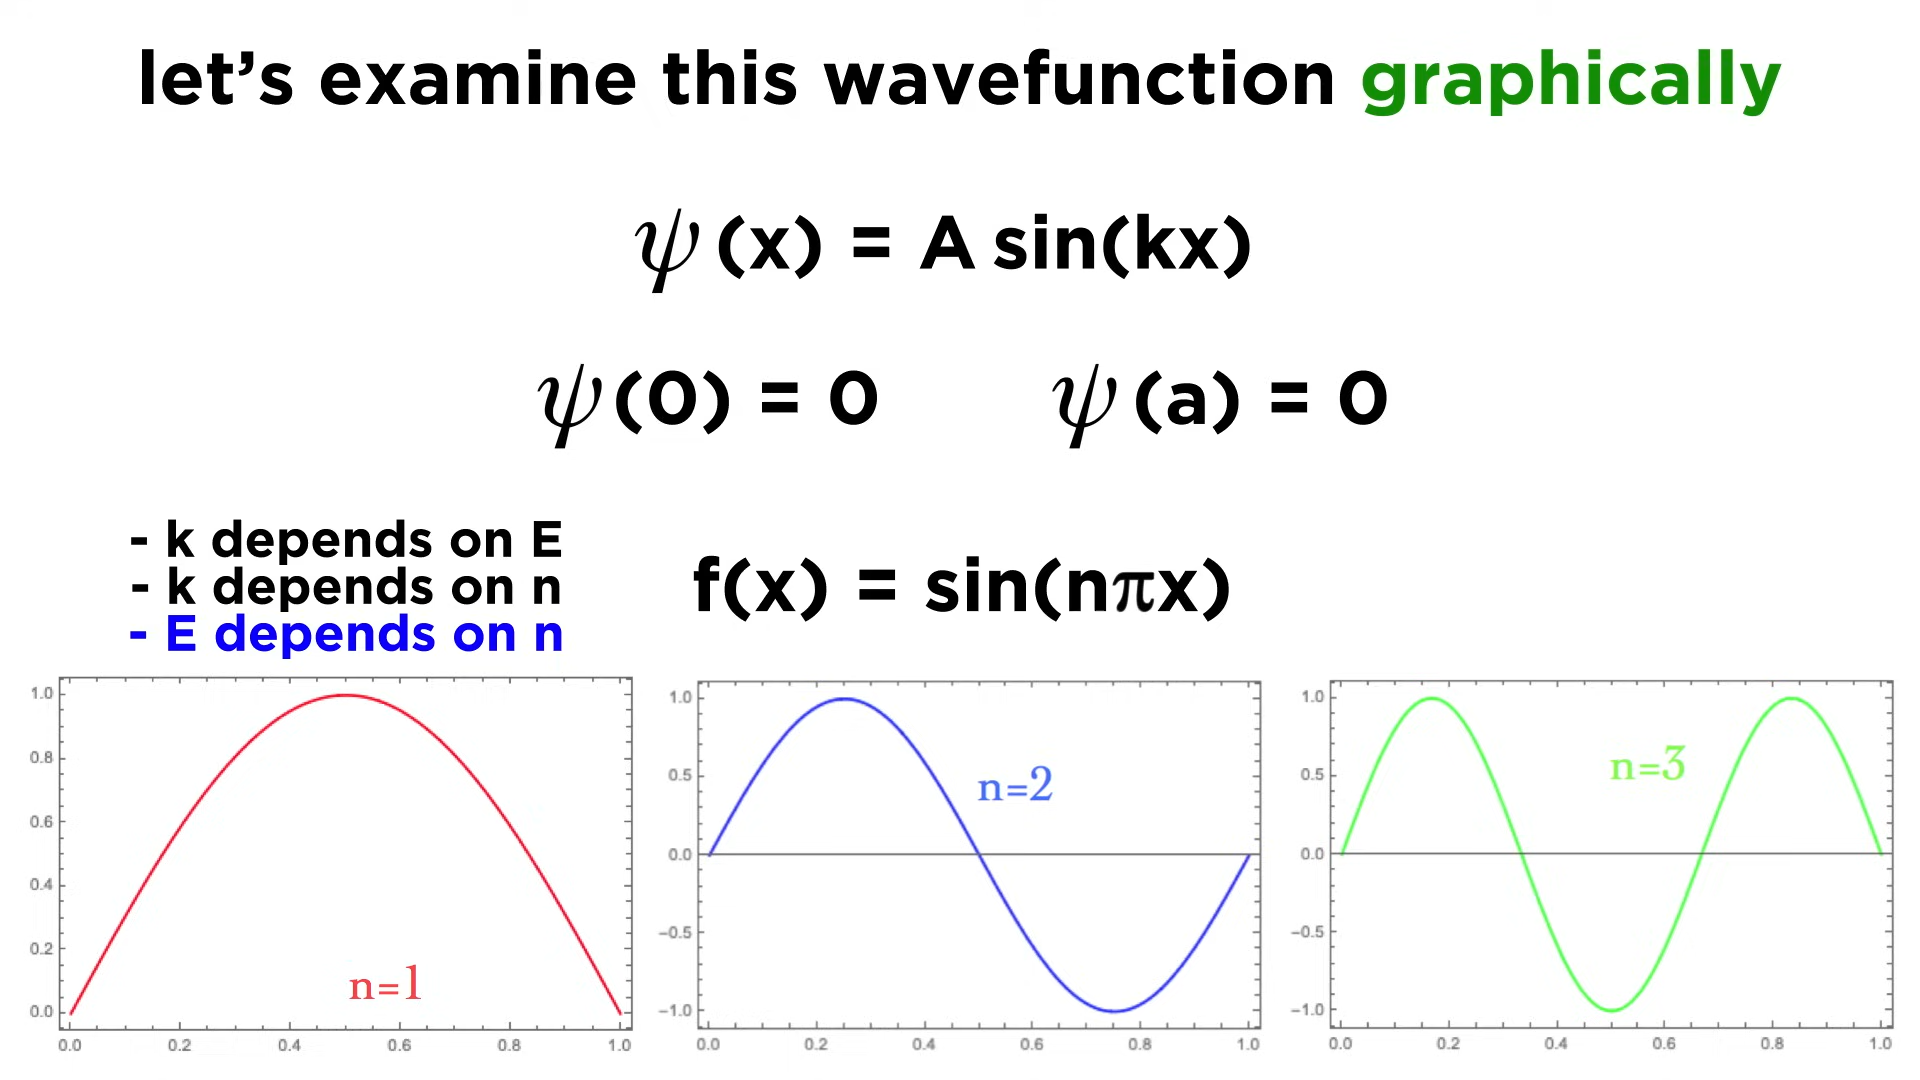 let’s examine this wavefunction graphically
ψ(x) = A sin(kx)
ψ(0) = 0 ψ(a) = 0
- k depends on E
- k depends on n
- E depends on n
f(x) = sin(nπx)
1.0
0.8
0.6
0.4
0.2
0.0
n=1
0.0 0.2 0.4 0.6 0.8 1.0
1.0
0.5
0.0
−0.5
−1.0
n=2
0.0 0.2 0.4 0.6 0.8 1.0
1.0
0.5
0.0
−0.5
−1.0
n=3
0.0 0.2 0.4 0.6 0.8 1.0